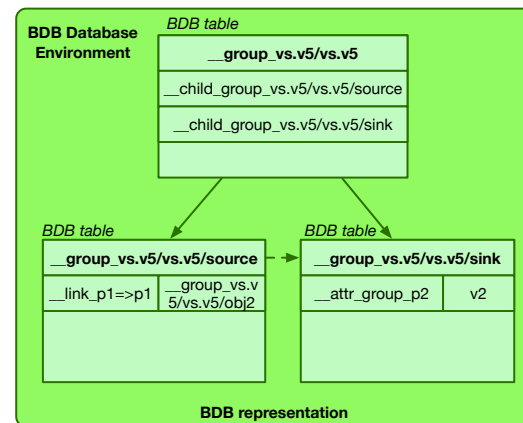 BDB table
BDB Database
Environment
__group_vs.v5/vs.v5
__child_group_vs.v5/vs.v5/source
__child_group_vs.v5/vs.v5/sink
BDB table
__group_vs.v5/vs.v5/source
__link_p1=>p1
__group_vs.v
5/vs.v5/obj2
BDB table
__group_vs.v5/vs.v5/sink
__attr_group_p2
v2
BDB representation